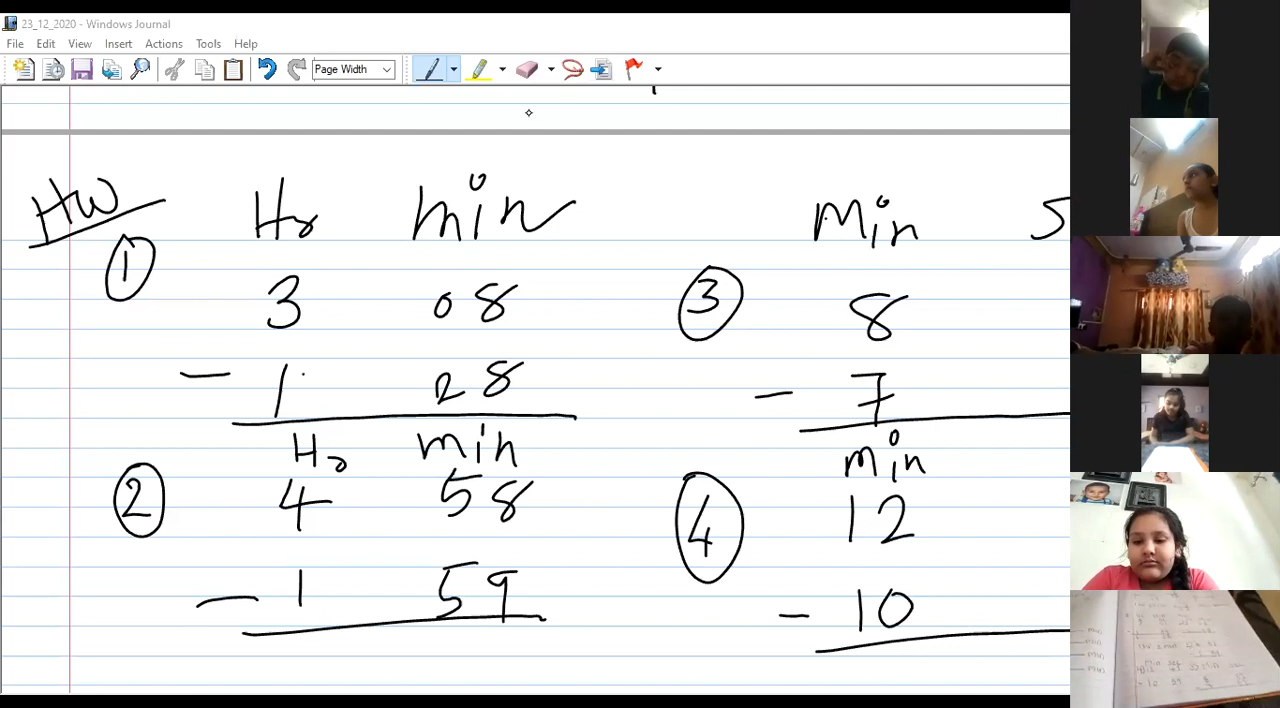 23_12_2020 - Windows Journal
File Edit View Insert Actions Tools Help
Page Width
HW
Hr min
① 3 08
- 1 28
Hr min
② 4 58
- 1 59
Min S
③ 8
- 7
min
④ 12
- 10